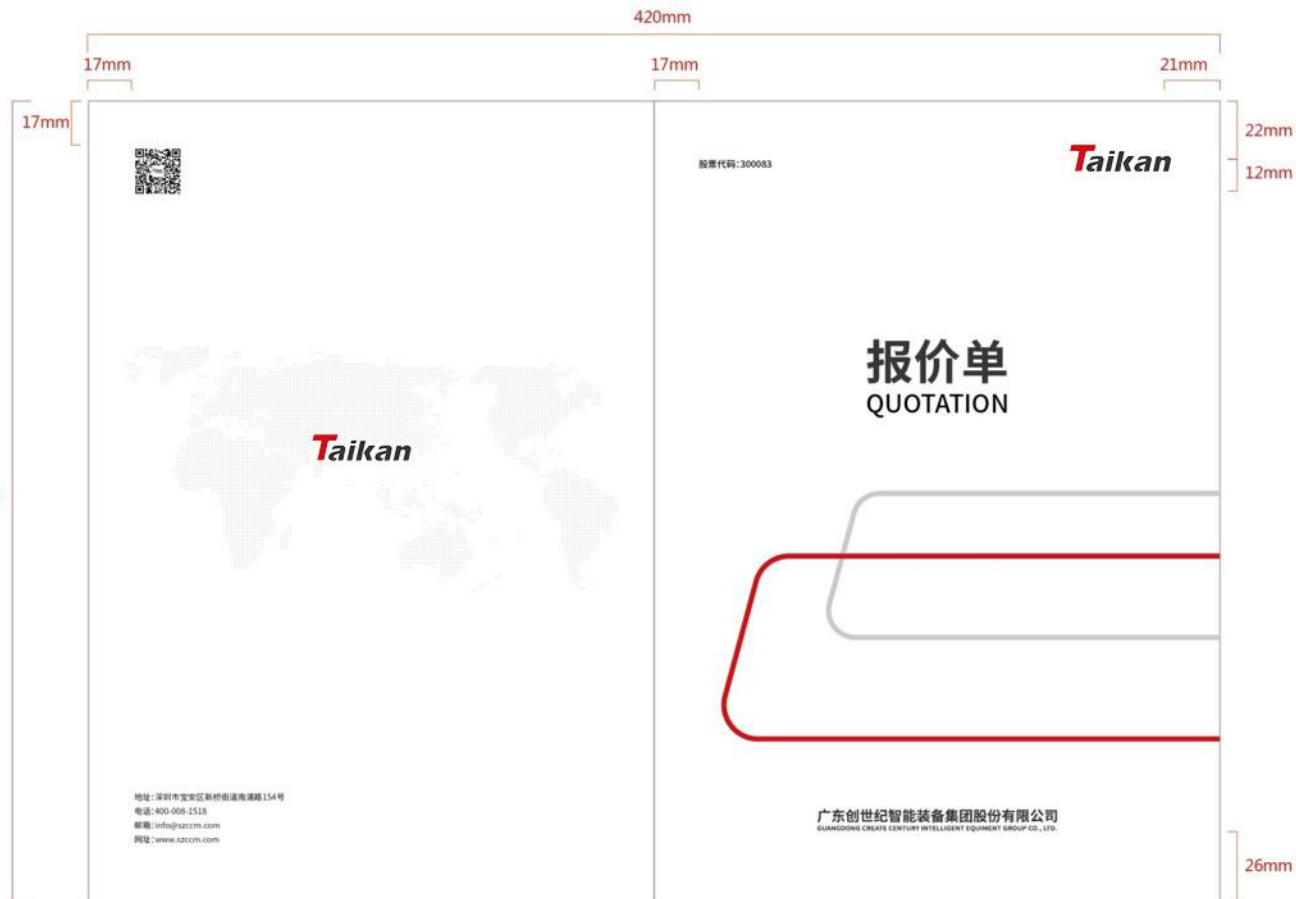 420mm
17mm
17mm
21mm
17mm
22mm
12mm
股票代码:300083
Taikan
报价单
QUOTATION
Taikan
地址:深圳市宝安区新桥街道南浦路154号
电话:400-008-1518
邮箱:info@szccm.com
网址:www.szccm.com
广东创世纪智能装备集团股份有限公司
GUANGDONG CREATE CENTURY INTELLIGENT EQUIMENT GROUP CO., LTD.
26mm